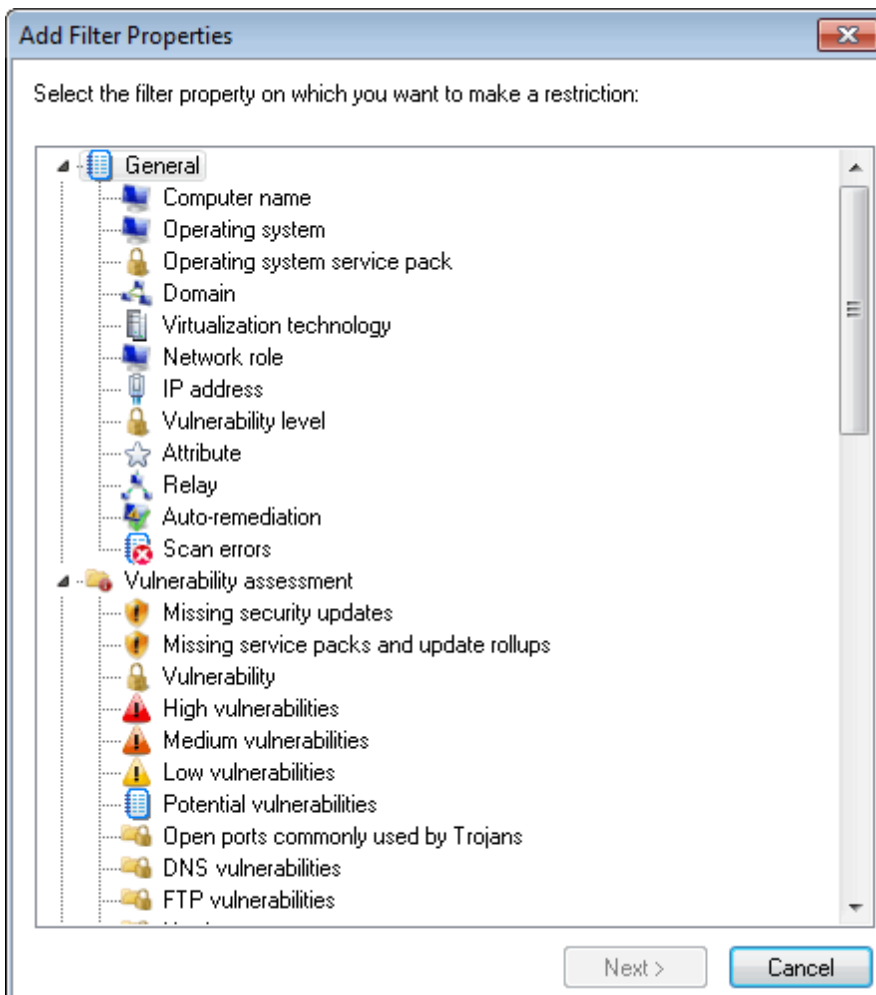 Add Filter Properties
Select the filter property on which you want to make a restriction:
General
Computer name
Operating system
Operating system service pack
Domain
Virtualization technology
Network role
IP address
Vulnerability level
Attribute
Relay
Auto-remediation
Scan errors
Vulnerability assessment
Missing security updates
Missing service packs and update rollups
Vulnerability
High vulnerabilities
Medium vulnerabilities
Low vulnerabilities
Potential vulnerabilities
Open ports commonly used by Trojans
DNS vulnerabilities
FTP vulnerabilities
Next >
Cancel